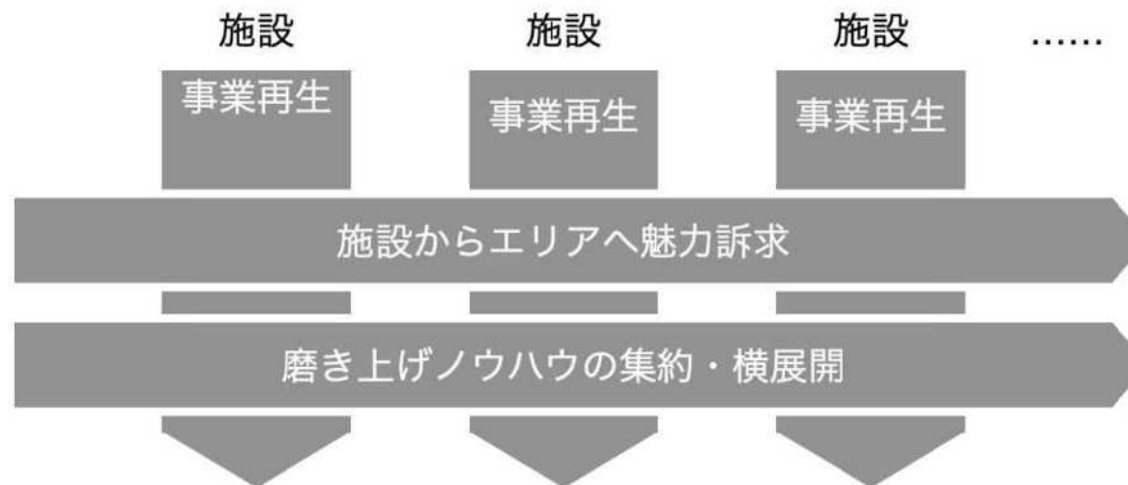 施設 施設 施設 ……
事業再生 事業再生 事業再生
施設からエリアへ魅力訴求
磨き上げノウハウの集約・横展開